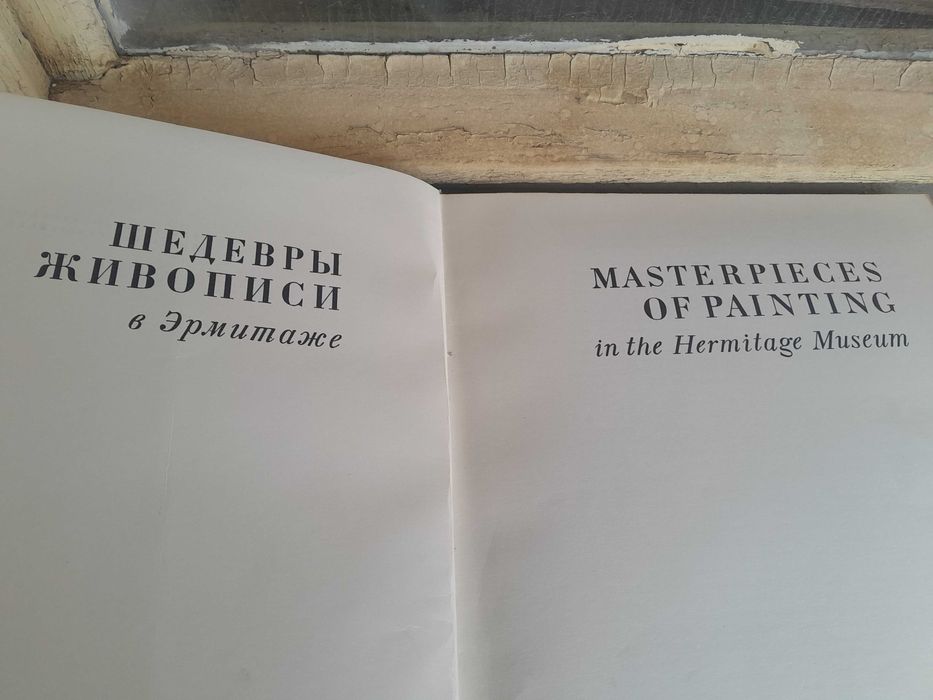 ШЕДЕВРЫ
ЖИВОПИСИ
в Эрмитаже
MASTERPIECES
OF PAINTING
in the Hermitage Museum